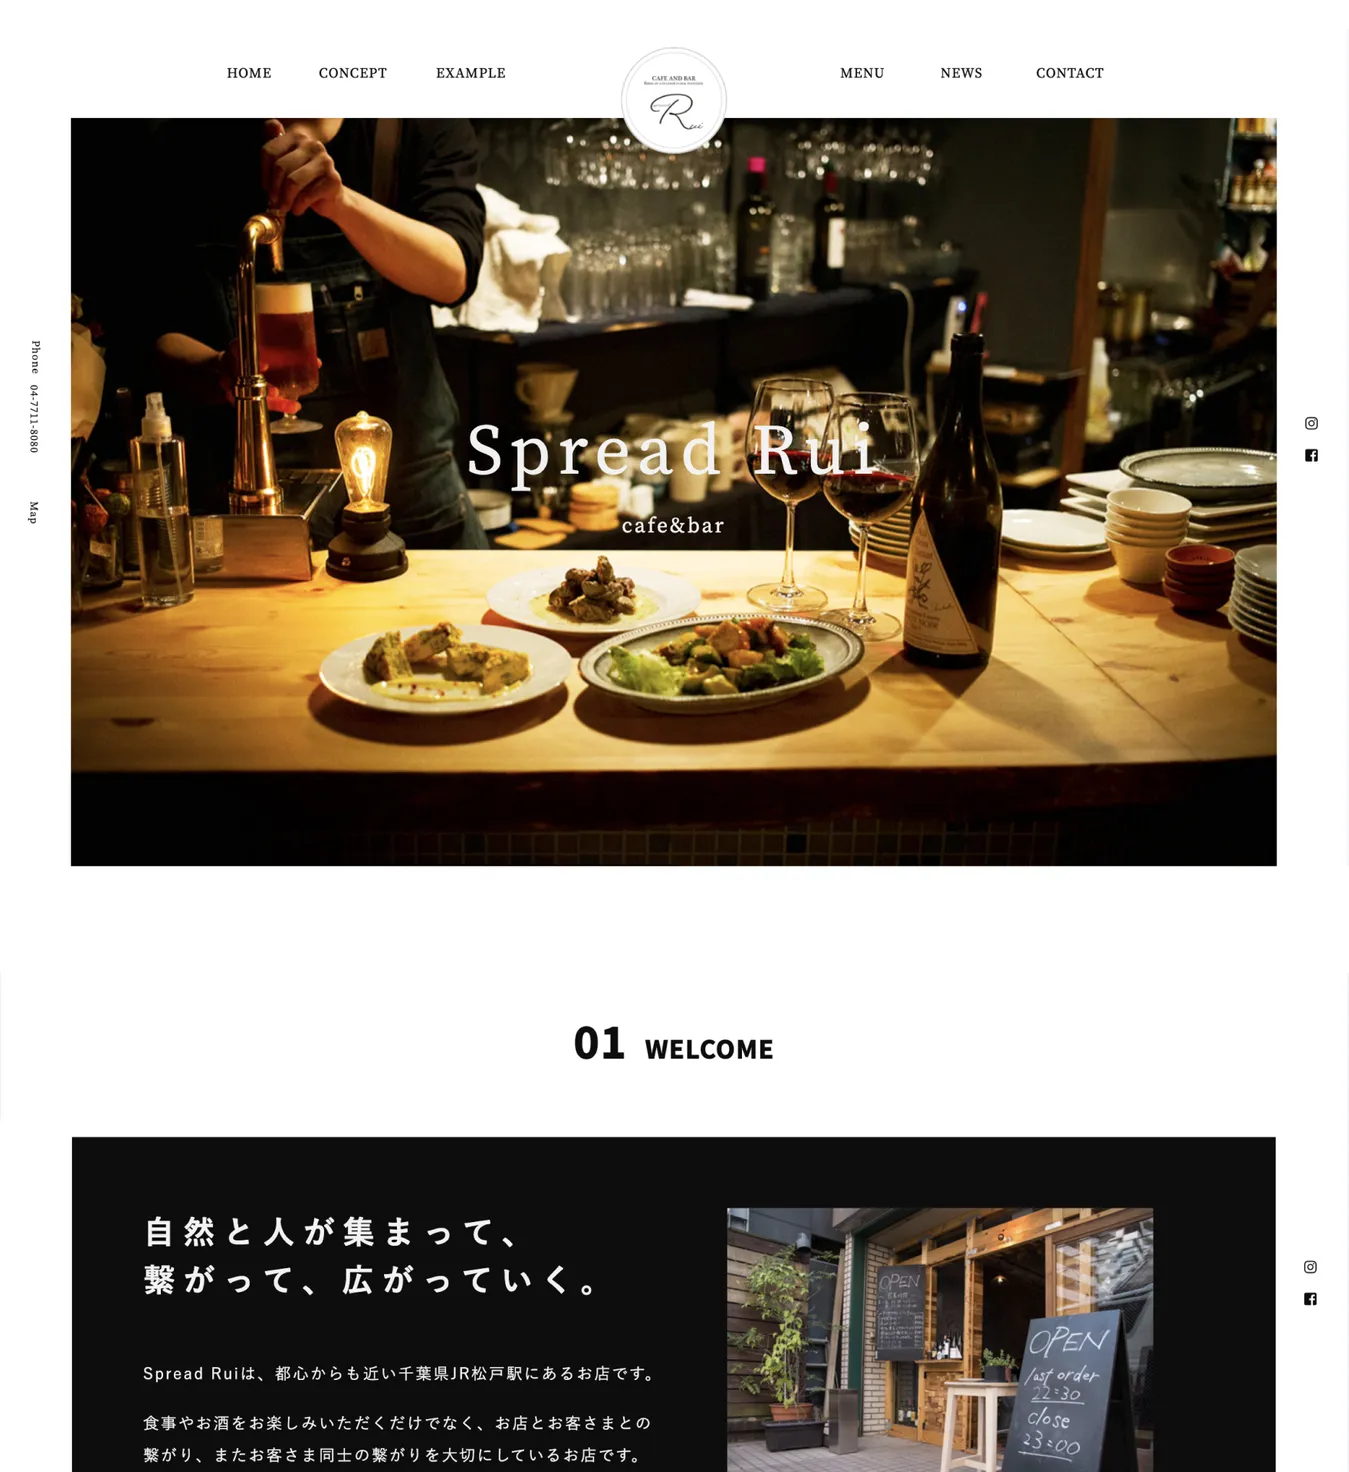 HOME
CONCEPT
EXAMPLE
CAFE AND BAR
Rui
MENU
NEWS
CONTACT
Phone 04-7711-8080
Map
Spread Rui
cafe&bar
01 WELCOME
自然と人が集まって、
繋がって、広がっていく。
Spread Ruiは、都心からも近い千葉県JR松戸駅にあるお店です。
食事やお酒をお楽しみいただくだけでなく、お店とお客さまとの
繋がり、またお客さま同士の繋がりを大切にしているお店です。
OPEN
OPEN
last order
22:30
close
23:00